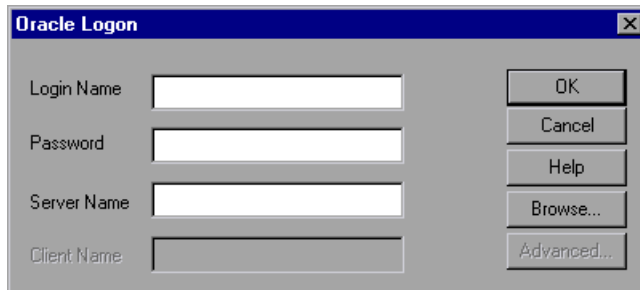 Oracle Logon
Login Name
OK
Cancel
Password
Help
Server Name
Browse...
Client Name
Advanced...